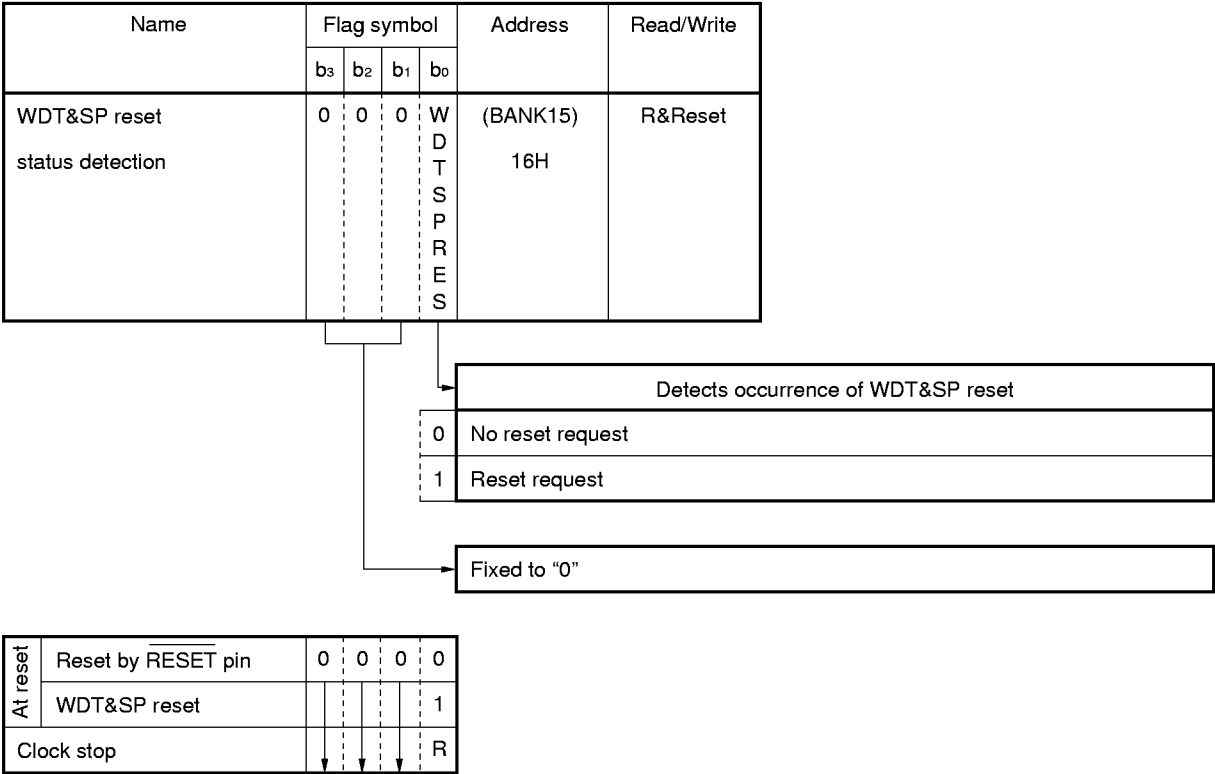 Name Flag symbol Address Read/Write
b3 b2 b1 b0
WDT&SP reset 0 0 0 W (BANK15) R&Reset
D
status detection T 16H
S
P
R
E
S
Detects occurrence of WDT&SP reset
0 No reset request
1 Reset request
Fixed to “0”
At reset
Reset by RESET pin 0 0 0 0
WDT&SP reset 1
Clock stop R